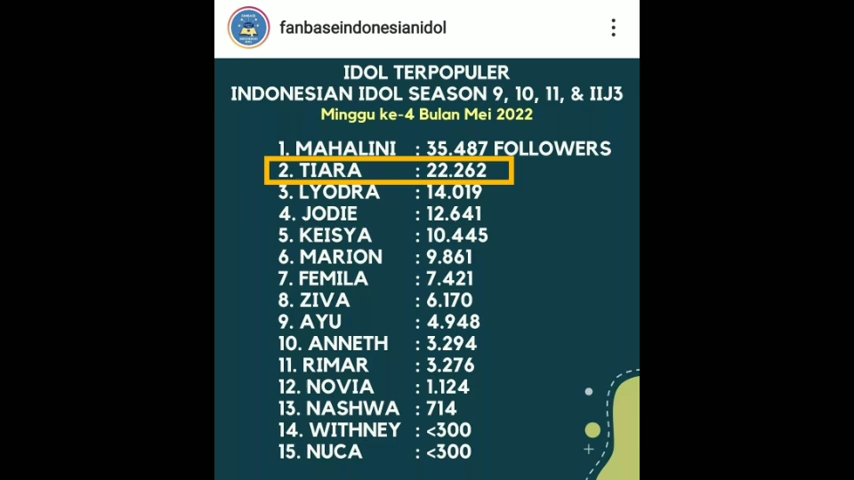 fanbaseindonesianidol
IDOL TERPOPULER
INDONESIAN IDOL SEASON 9, 10, 11, & IIJ3
Minggu ke-4 Bulan Mei 2022
1. MAHALINI : 35.487 FOLLOWERS
2. TIARA : 22.262
3. LYODRA : 14.019
4. JODIE : 12.641
5. KEISYA : 10.445
6. MARION : 9.861
7. FEMILA : 7.421
8. ZIVA : 6.170
9. AYU : 4.948
10. ANNETH : 3.294
11. RIMAR : 3.276
12. NOVIA : 1.124
13. NASHWA : 714
14. WITHNEY : <300
15. NUCA : <300